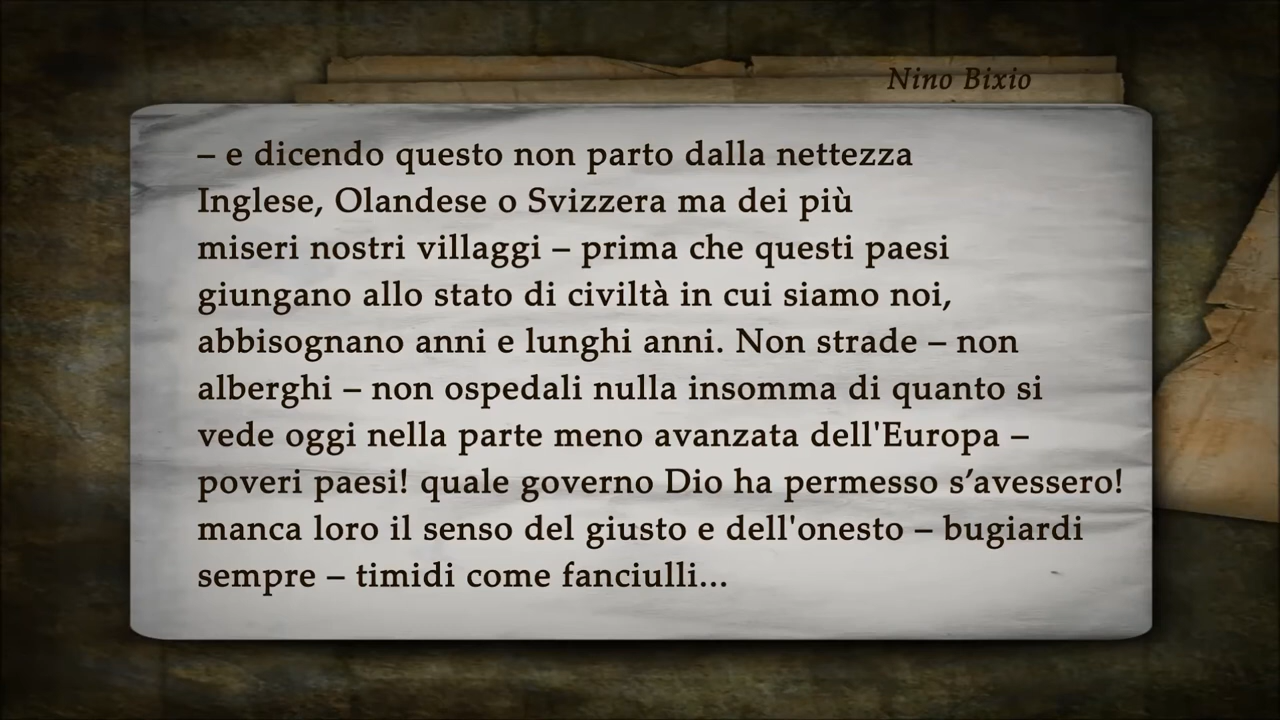 Nino Bixio
– e dicendo questo non parto dalla nettezza
Inglese, Olandese o Svizzera ma dei più
miseri nostri villaggi – prima che questi paesi
giungano allo stato di civiltà in cui siamo noi,
abbisognano anni e lunghi anni. Non strade – non
alberghi – non ospedali nulla insomma di quanto si
vede oggi nella parte meno avanzata dell'Europa –
poveri paesi! quale governo Dio ha permesso s’avessero!
manca loro il senso del giusto e dell'onesto – bugiardi
sempre – timidi come fanciulli...